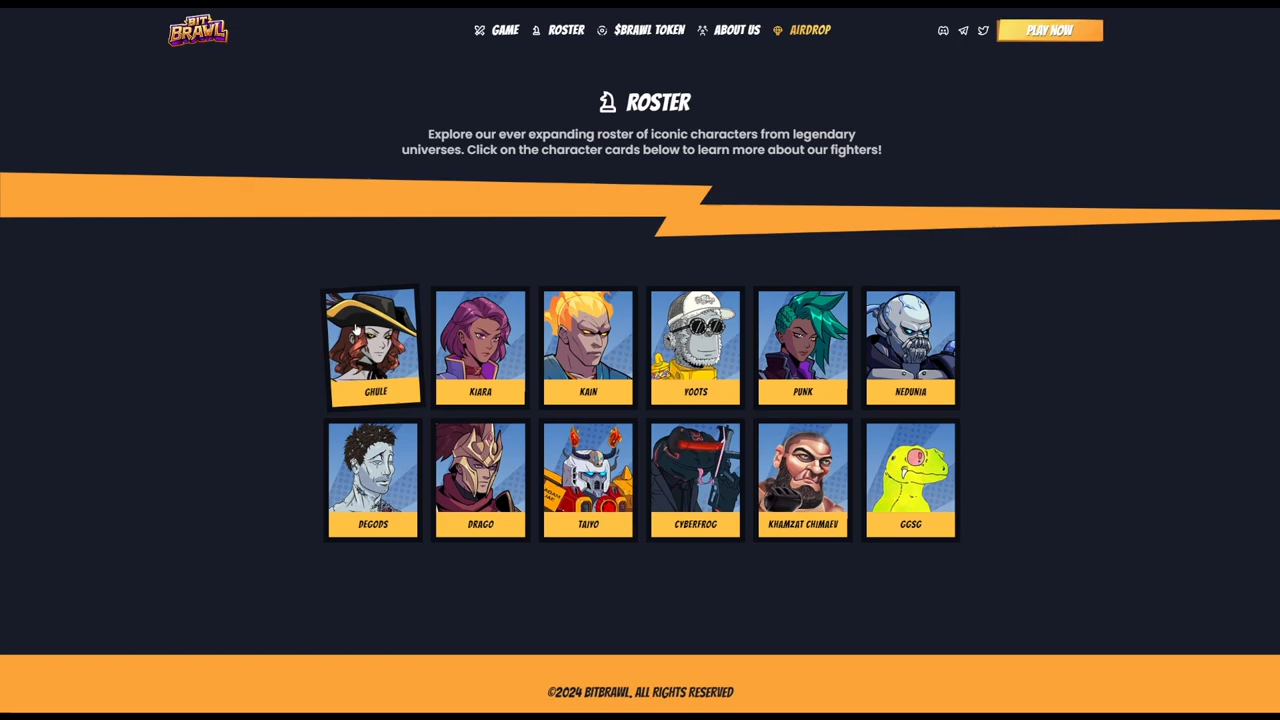 BIT
BRAWL
GAME
ROSTER
$BRAWL TOKEN
ABOUT US
AIRDROP
PLAY NOW
ROSTER
Explore our ever expanding roster of iconic characters from legendary
universes. Click on the character cards below to learn more about our fighters!
GHULE
KIARA
KAIN
YOOTS
PUNK
NEDUNIA
DEGODS
DRAGO
TAIYO
CYBERFROG
KHAMZAT CHIMAEV
GGSG
©2024 BITBRAWL, ALL RIGHTS RESERVED